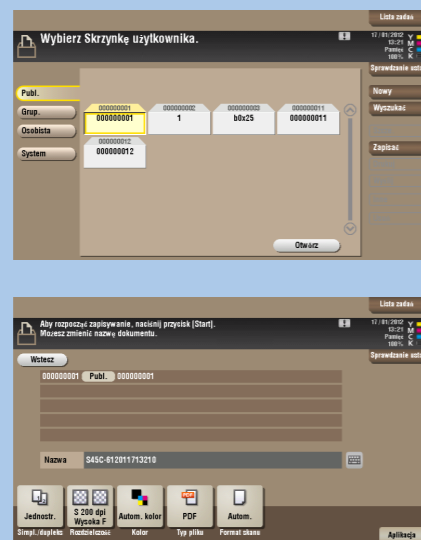 Lista zadań
Wybierz Skrzynkę użytkownika.
17/01/2012
13:21
Pamięć
100%
Y
M
C
K
Sprawdzanie
Publ.
Grup.
Osobista
System
000000001
000000001
000000002
1
000000003
b0x25
000000011
000000011
000000012
000000012
Nowy
Wyszukać
Zapisać
Otwórz
Lista zadań
Aby rozpocząć zapisywanie, naciśnij przycisk [Start].
Możesz zmienić nazwę dokumentu.
17/01/2012
13:21
Pamięć
100%
Y
M
C
K
Sprawdzanie
Wstecz
000000001 Publ. 000000001
Nazwa S45C-612011713210
Jednostr.
Simpl./dupleks
S 200 dpi
Wysoka F
Rozdzielczość
Autom. kolor
Kolor
PDF
PDF
Typ pliku
Autom.
Format skanu
Aplikacja